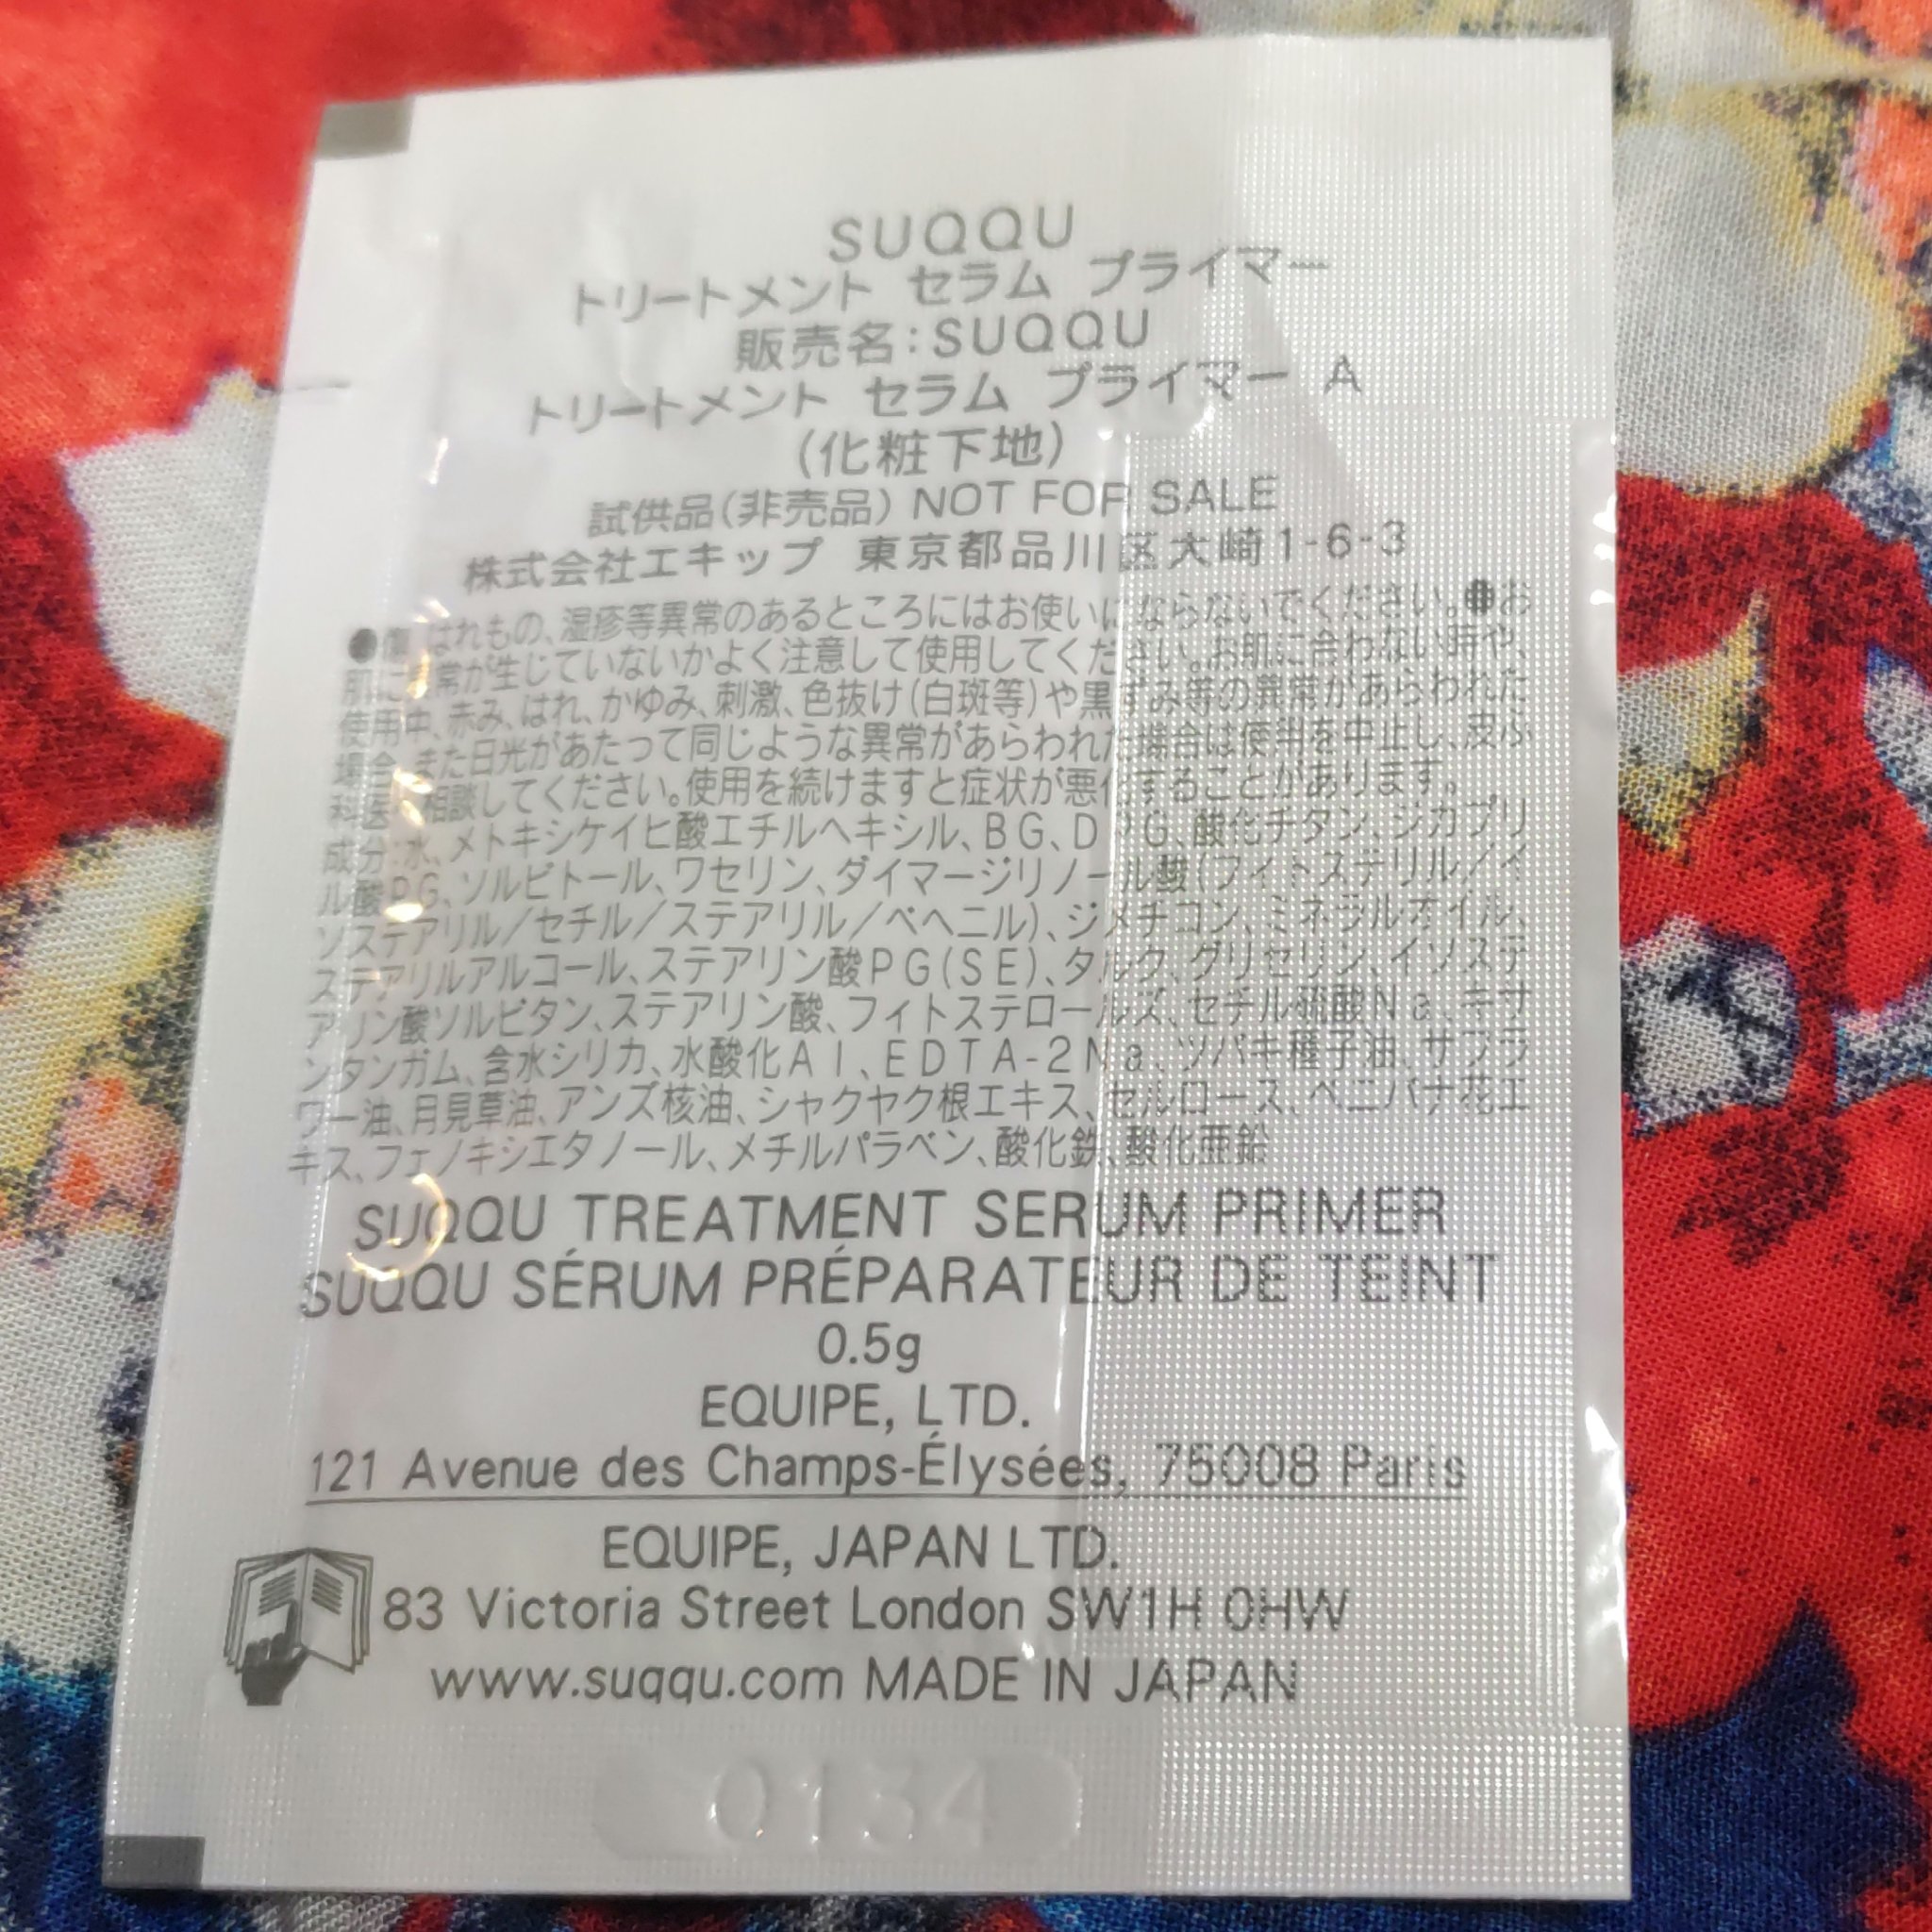 SUQQU
トリートメント セラム プライマー
販売名:SUQQU
トリートメント セラム プライマー A
(化粧下地)
試供品(非売品) NOT FOR SALE
株式会社エキップ 東京都品川区大崎1-6-3
●傷、はれもの、湿疹等異常のあるところにはお使いにならないでください。●お
肌に異常が生じていないかよく注意して使用してください。お肌に合わない時や、
使用中、赤み、はれ、かゆみ、刺激、色抜け(白斑等)や黒ずみ等の異常があらわれた
場合、また日光があたって同じような異常があらわれた場合は使用を中止し、皮ふ
科医へ相談してください。使用を続けますと症状が悪化することがあります。
成分:水、メトキシケイヒ酸エチルヘキシル、BG、DPG、酸化チタン、ジカプリ
ル酸PG、ソルビトール、ワセリン、ダイマージリノール酸(フィトステリル/イ
ソステアリル/セチル/ステアリル/ベヘニル)、ジメチコン、ミネラルオイル、
ステアリルアルコール、ステアリン酸PG(SE)、タルク、グリセリン、イソステ
アリン酸ソルビタン、ステアリン酸、フィトステロールズ、セチル硫酸Na、キサ
ンタンガム、含水シリカ、水酸化Al、EDTA-2Na、ツバキ種子油、サフラ
ワー油、月見草油、アンズ核油、シャクヤク根エキス、セルロース、ベニバナ花エ
キス、フェノキシエタノール、メチルパラベン、酸化鉄、酸化亜鉛
SUQQU TREATMENT SERUM PRIMER
SUQQU SÉRUM PRÉPARATEUR DE TEINT
0.5g
EQUIPE, LTD.
121 Avenue des Champs-Élysées, 75008 Paris
EQUIPE, JAPAN LTD.
83 Victoria Street London SW1H 0HW
www.suqqu.com MADE IN JAPAN
0134